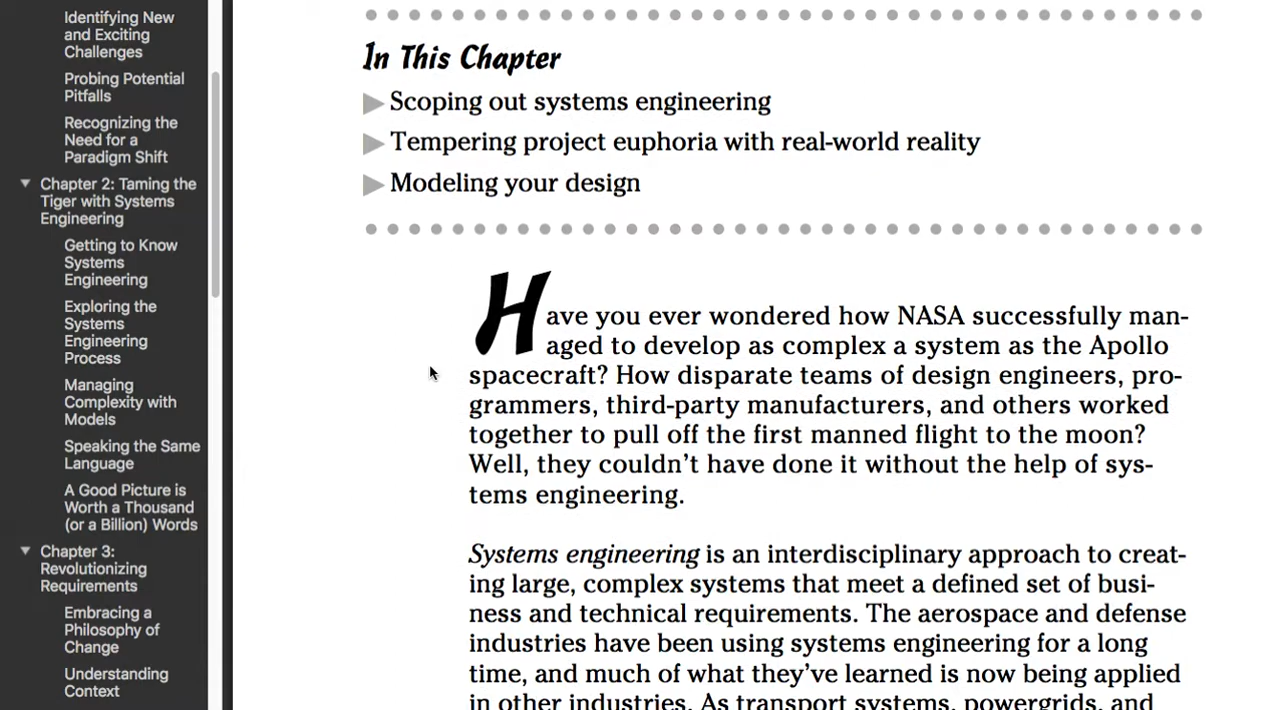 Identifying New
and Exciting
Challenges
Probing Potential
Pitfalls
Recognizing the
Need for a
Paradigm Shift
Chapter 2: Taming the
Tiger with Systems
Engineering
Getting to Know
Systems
Engineering
Exploring the
Systems
Engineering
Process
Managing
Complexity with
Models
Speaking the Same
Language
A Good Picture is
Worth a Thousand
(or a Billion) Words
Chapter 3:
Revolutionizing
Requirements
Embracing a
Philosophy of
Change
Understanding
Context
In This Chapter
Scoping out systems engineering
Tempering project euphoria with real-world reality
Modeling your design
Have you ever wondered how NASA successfully man-
aged to develop as complex a system as the Apollo
spacecraft? How disparate teams of design engineers, pro-
grammers, third-party manufacturers, and others worked
together to pull off the first manned flight to the moon?
Well, they couldn't have done it without the help of sys-
tems engineering.
Systems engineering is an interdisciplinary approach to creat-
ing large, complex systems that meet a defined set of busi-
ness and technical requirements. The aerospace and defense
industries have been using systems engineering for a long
time, and much of what they've learned is now being applied
in other industries. As transport systems, powergrids, and